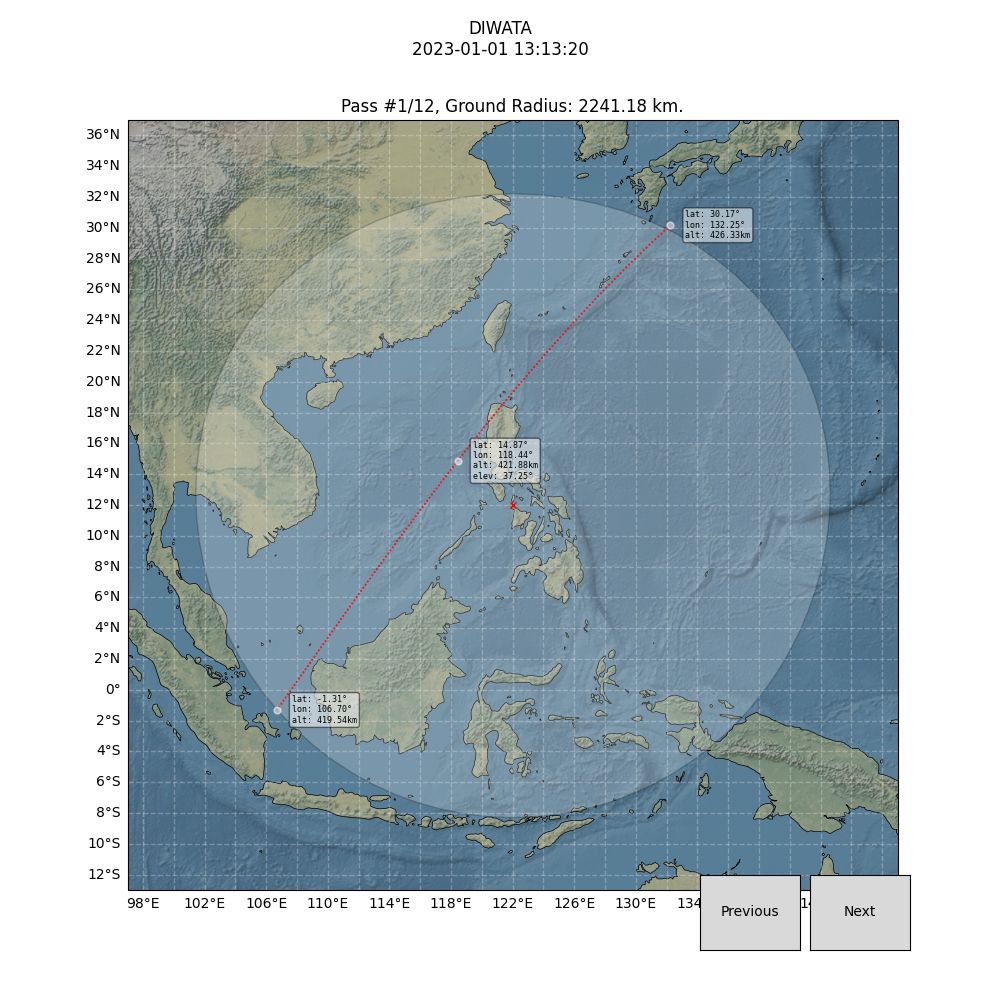 DIWATA
2023-01-01 13:13:20
Pass #1/12, Ground Radius: 2241.18 km.
36°N
34°N
32°N
30°N
28°N
26°N
24°N
22°N
20°N
18°N
16°N
14°N
12°N
10°N
8°N
6°N
4°N
2°N
0°
2°S
4°S
6°S
8°S
10°S
12°S
lat: 30.17°
lon: 132.25°
alt: 426.33km
lat: 14.87°
lon: 118.44°
alt: 421.88km
elev: 37.25°
lat: -1.31°
lon: 106.70°
alt: 419.54km
98°E 102°E 106°E 110°E 114°E 118°E 122°E 126°E 130°E
Previous Next